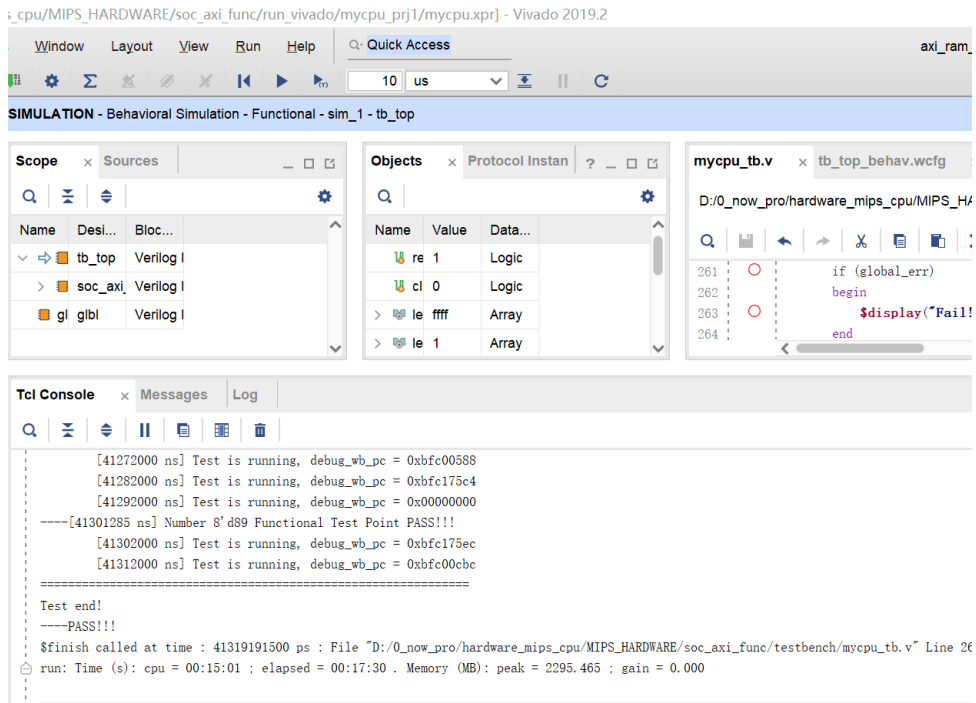 s_cpu/MIPS_HARDWARE/soc_axi_func/run_vivado/mycpu_prj1/mycpu.xpr] - Vivado 2019.2
Window Layout View Run Help Quick Access axi_ram_
10 us
SIMULATION - Behavioral Simulation - Functional - sim_1 - tb_top
Scope × Sources
Name Desi... Bloc...
tb_top Verilog
soc_axi_ Verilog
gl glbl Verilog
Objects × Protocol Instan ?
Name Value Data...
re 1 Logic
cl 0 Logic
le ffff Array
le 1 Array
mycpu_tb.v × tb_top_behav.wcfg
D:/0_now_pro/hardware_mips_cpu/MIPS_HA
261 if (global_err)
262 begin
263 $display("Fail!
264 end
Tcl Console × Messages Log
[41272000 ns] Test is running, debug_wb_pc = 0xbfc00588
[41282000 ns] Test is running, debug_wb_pc = 0xbfc175c4
[41292000 ns] Test is running, debug_wb_pc = 0x00000000
----[41301285 ns] Number 8'd89 Functional Test Point PASS!!!
[41302000 ns] Test is running, debug_wb_pc = 0xbfc175ec
[41312000 ns] Test is running, debug_wb_pc = 0xbfc00cbc
==============================================================
Test end!
----PASS!!!
$finish called at time : 41319191500 ps : File "D:/0_now_pro/hardware_mips_cpu/MIPS_HARDWARE/soc_axi_func/testbench/mycpu_tb.v" Line 26
run: Time (s): cpu = 00:15:01 ; elapsed = 00:17:30 . Memory (MB): peak = 2295.465 ; gain = 0.000